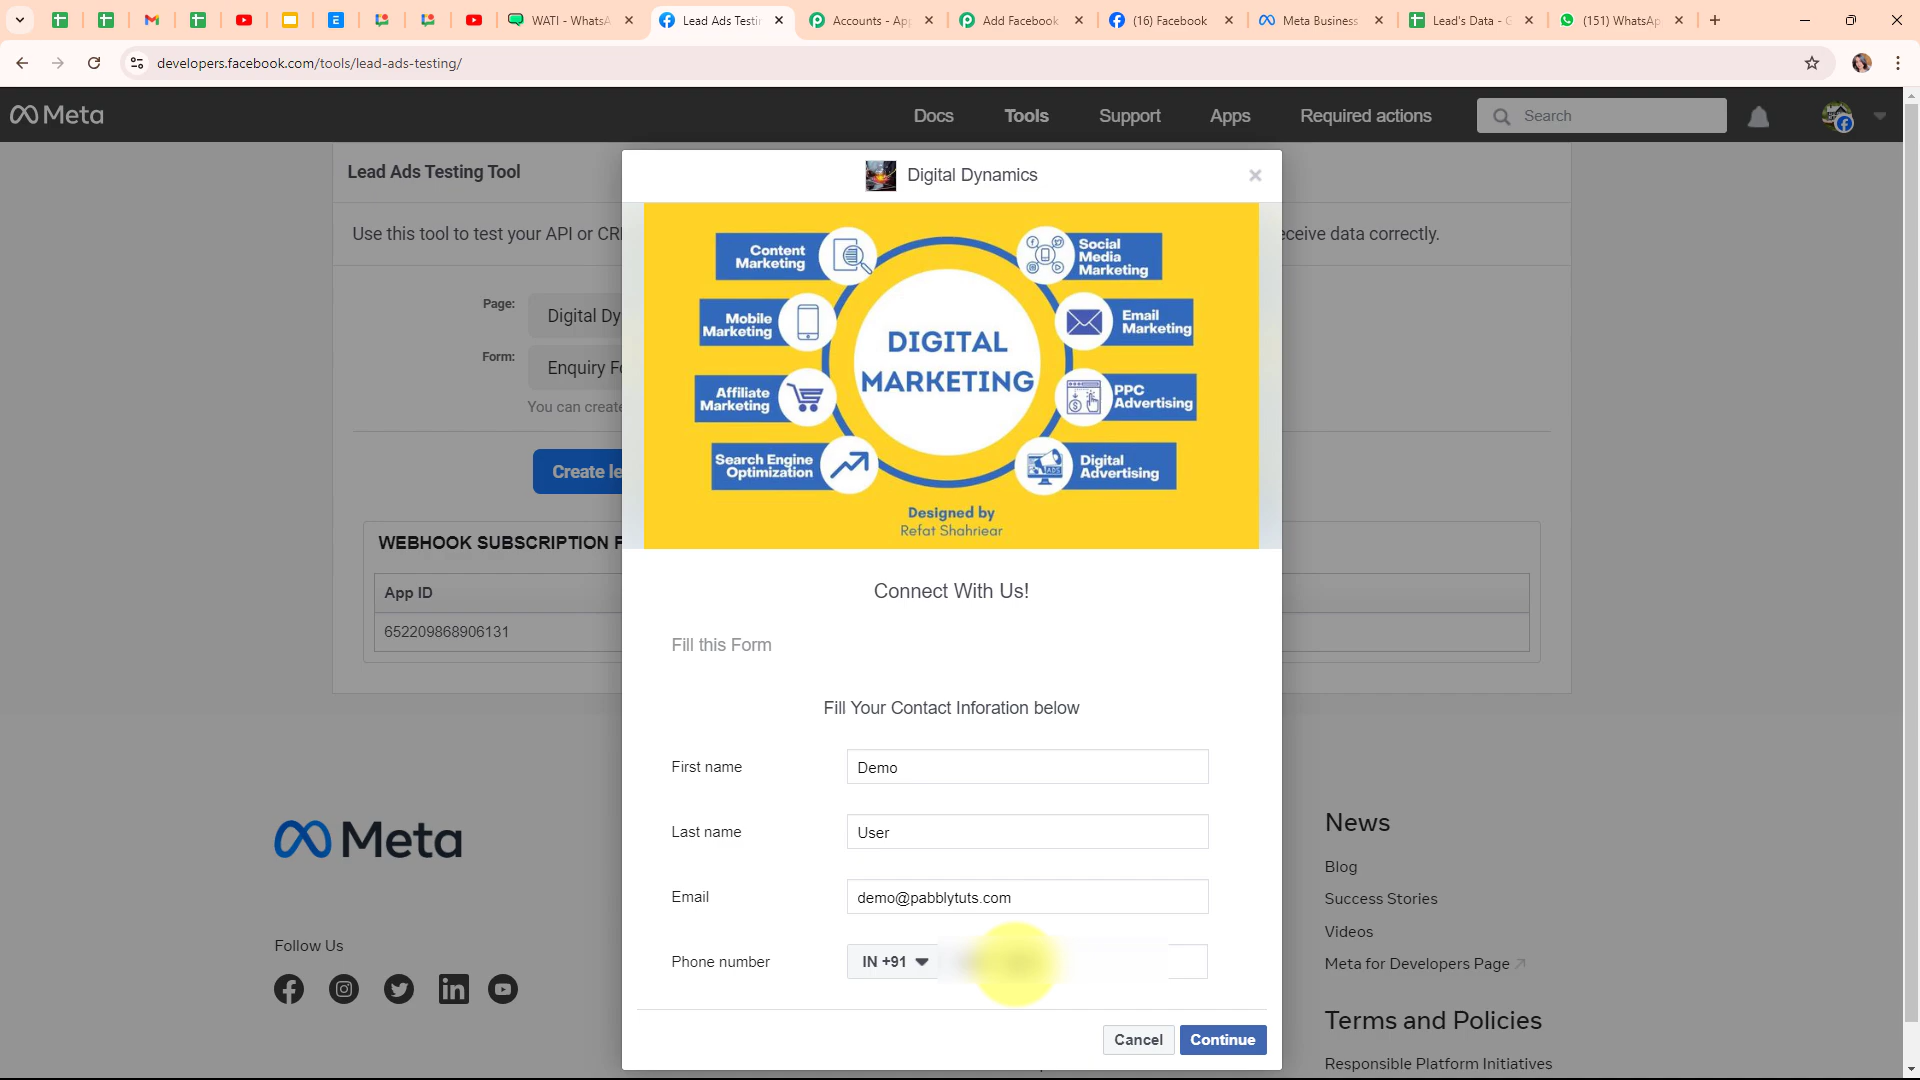 WATI - WhatsA
Lead Ads Testin
Accounts - App
Add Facebook
(16) Facebook
Meta Business
Lead's Data - G
(151) WhatsAp
developers.facebook.com/tools/lead-ads-testing/
Meta
Docs
Tools
Support
Apps
Required actions
Search
Lead Ads Testing Tool
Digital Dynamics
Use this tool to test your API or CR
eceive data correctly.
Page:
Digital Dy
Form:
Enquiry Fo
You can create
Create le
WEBHOOK SUBSCRIPTION F
App ID
652209868906131
Content
Marketing
Social
Media
Marketing
Mobile
Marketing
Email
Marketing
DIGITAL
MARKETING
Affiliate
Marketing
PPC
Advertising
Search Engine
Optimization
Digital
Advertising
ADS
Designed by
Refat Shahriear
Connect With Us!
Fill this Form
Fill Your Contact Inforation below
First name
Demo
Last name
User
Email
demo@pabblytuts.com
Phone number
IN +91
Cancel
Continue
Meta
Follow Us
News
Blog
Success Stories
Videos
Meta for Developers Page
Terms and Policies
Responsible Platform Initiatives